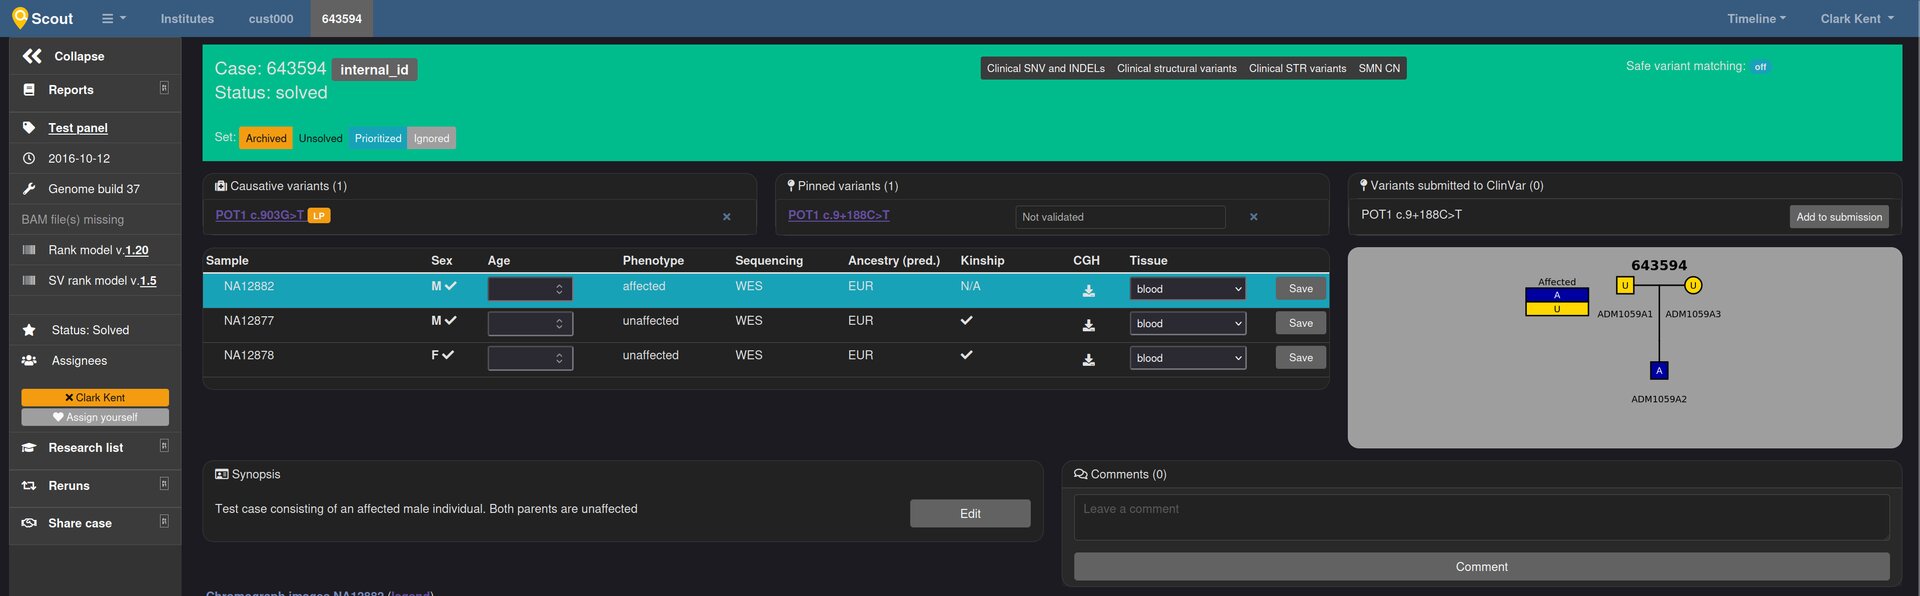 Scout Institutes cust000 643594 Timeline Clark Kent
Collapse
Reports
Test panel
2016-10-12
Genome build 37
BAM file(s) missing
Rank model v.1.20
SV rank model v.1.5
Status: Solved
Assignees
Clark Kent
Assign yourself
Research list
Reruns
Share case
Case: 643594 internal_id
Status: solved
Clinical SNV and INDELs Clinical structural variants Clinical STR variants SMN CN
Safe variant matching: off
Set: Archived Unsolved Prioritized Ignored
Causative variants (1)
POT1 c.903G>T LP
Pinned variants (1)
POT1 c.9+188C>T Not validated
Variants submitted to ClinVar (0)
POT1 c.9+188C>T Add to submission
Sample Sex Age Phenotype Sequencing Ancestry (pred.) Kinship CGH Tissue
NA12882 M affected WES EUR N/A blood Save
NA12877 M unaffected WES EUR blood Save
NA12878 F unaffected WES EUR blood Save
643594
Affected
A
U
U U
ADM1059A1 ADM1059A3
A
ADM1059A2
Synopsis
Test case consisting of an affected male individual. Both parents are unaffected
Edit
Comments (0)
Leave a comment
Comment
Chromograph images NA12882 (legend)